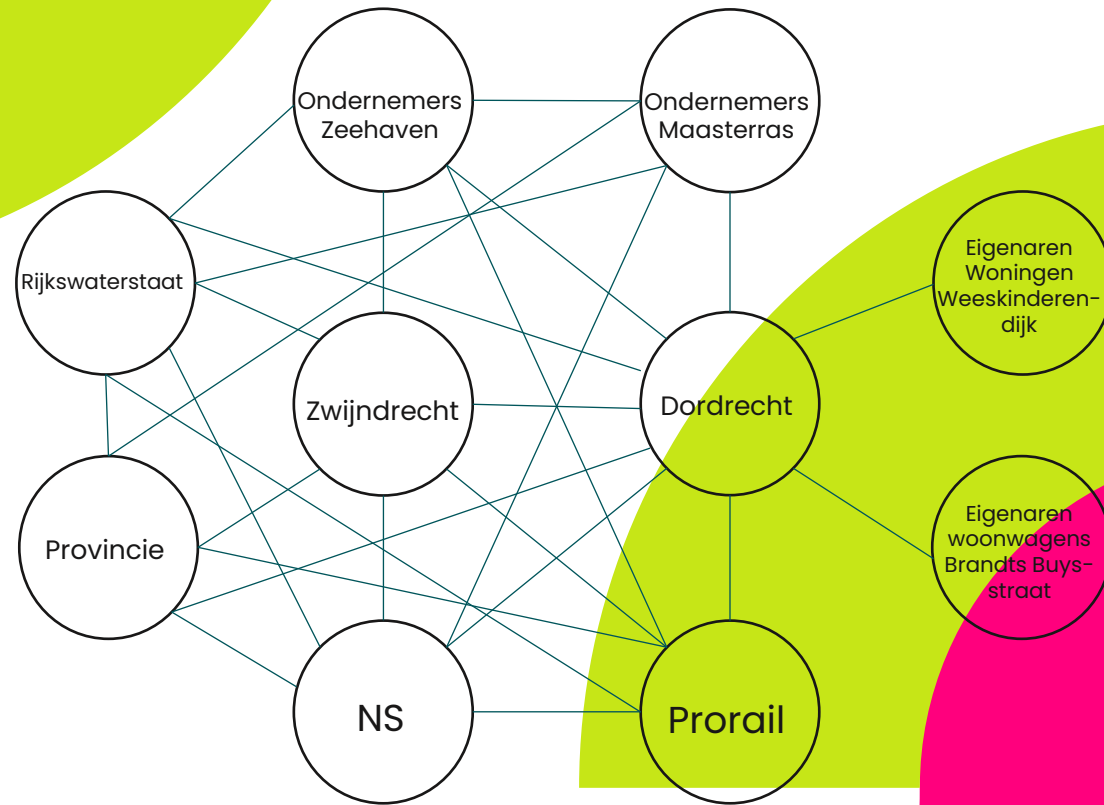 Ondernemers
Zeehaven
Ondernemers
Maasterras
Rijkswaterstaat
Eigenaren
Woningen
Weeskinderen-
dijk
Zwijndrecht
Dordrecht
Provincie
Eigenaren
woonwagens
Brandts Buys-
straat
NS
Prorail